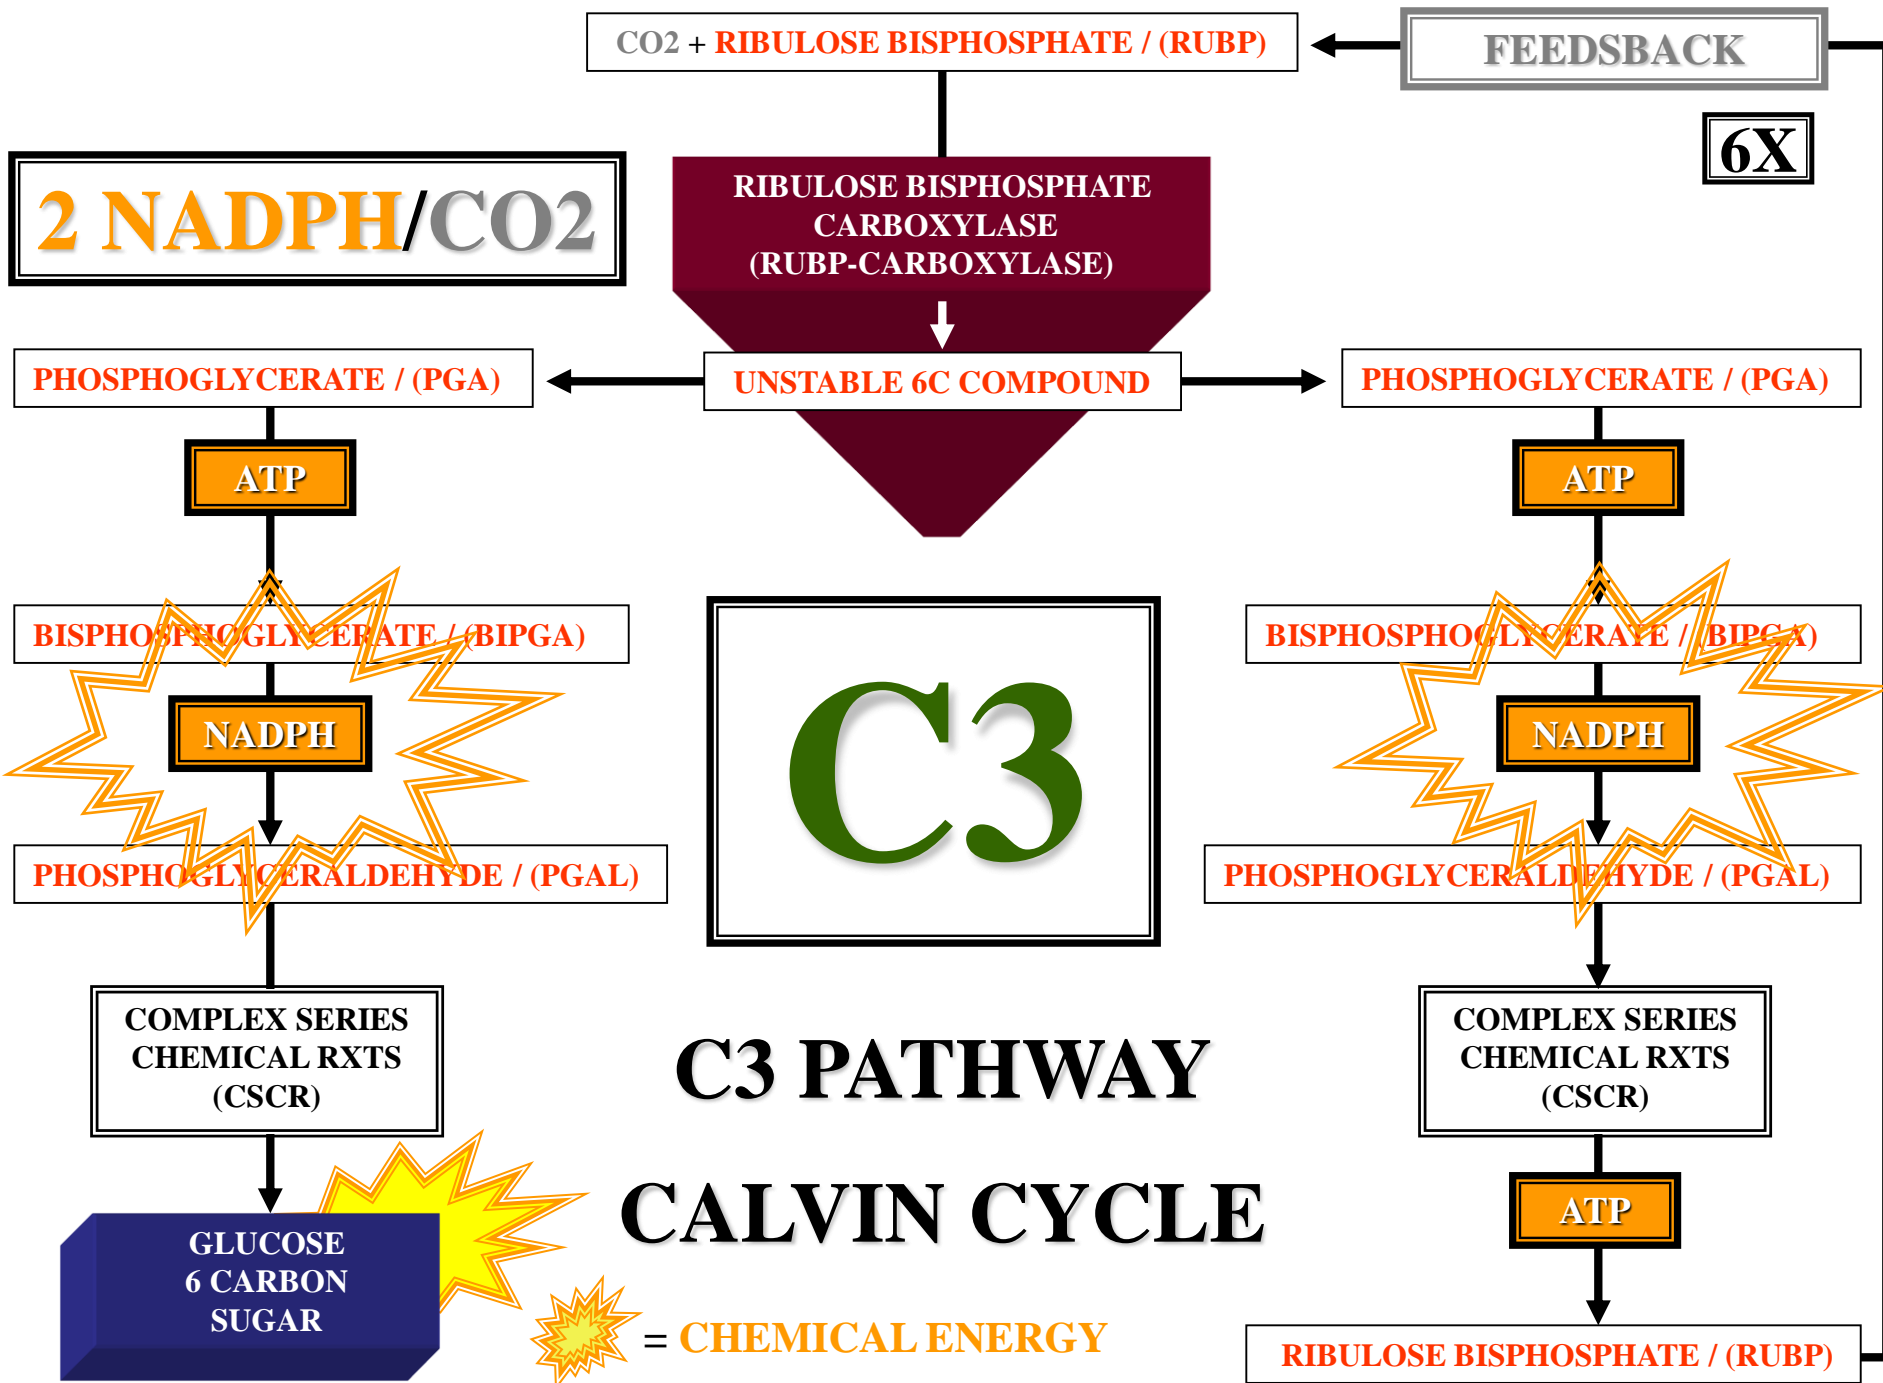 CO2 + RIBULOSE BISPHOSPHATE / (RUBP)
FEEDSBACK
6X
2 NADPH/CO2
RIBULOSE BISPHOSPHATE
CARBOXYLASE
(RUBP-CARBOXYLASE)
PHOSPHOGLYCERATE / (PGA)
UNSTABLE 6C COMPOUND
PHOSPHOGLYCERATE / (PGA)
ATP
ATP
BISPHOSPHOGLYCERATE / (BIPGA)
BISPHOSPHOGLYCERAYE / (BIPGA)
NADPH
NADPH
C3
PHOSPHOGLYCERALDEHYDE / (PGAL)
PHOSPHOGLYCERALDEHYDE / (PGAL)
COMPLEX SERIES
CHEMICAL RXTS
(CSCR)
C3 PATHWAY
COMPLEX SERIES
CHEMICAL RXTS
(CSCR)
CALVIN CYCLE
ATP
GLUCOSE
6 CARBON
SUGAR
= CHEMICAL ENERGY
RIBULOSE BISPHOSPHATE / (RUBP)